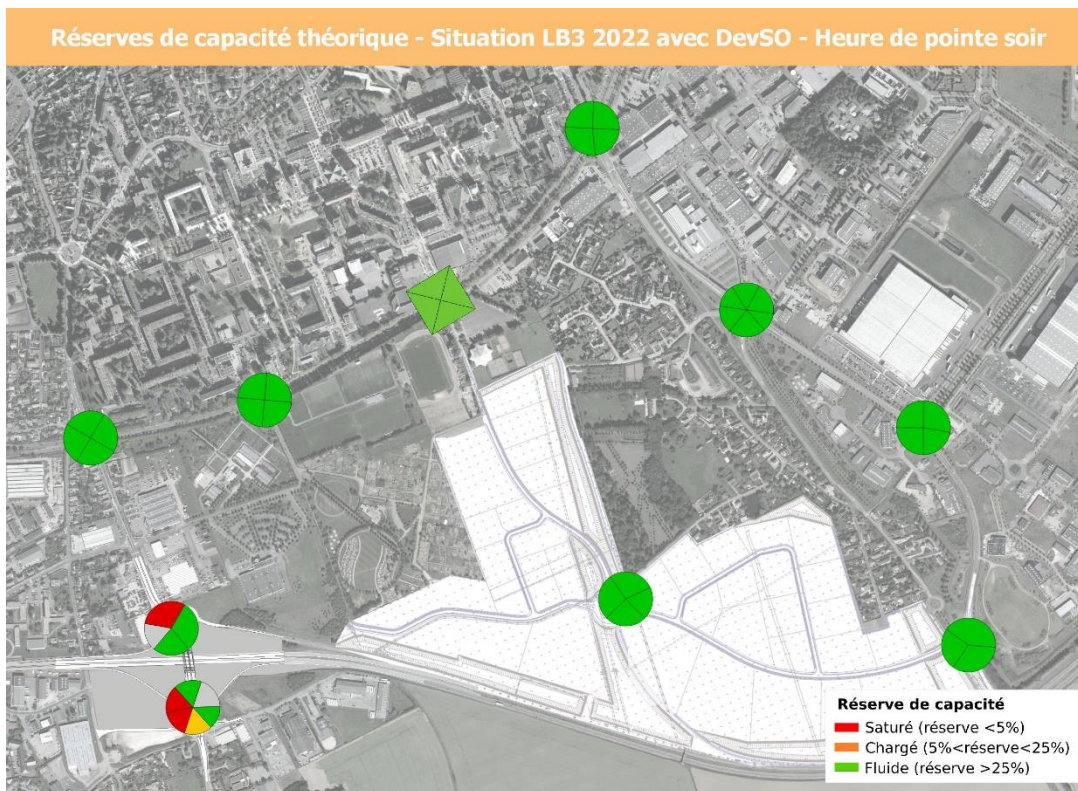 Réserves de capacité théorique - Situation LB3 2022 avec DevSO - Heure de pointe soir
Réserve de capacité
Saturé (réserve <5%)
Chargé (5%<réserve<25%)
Fluide (réserve >25%)